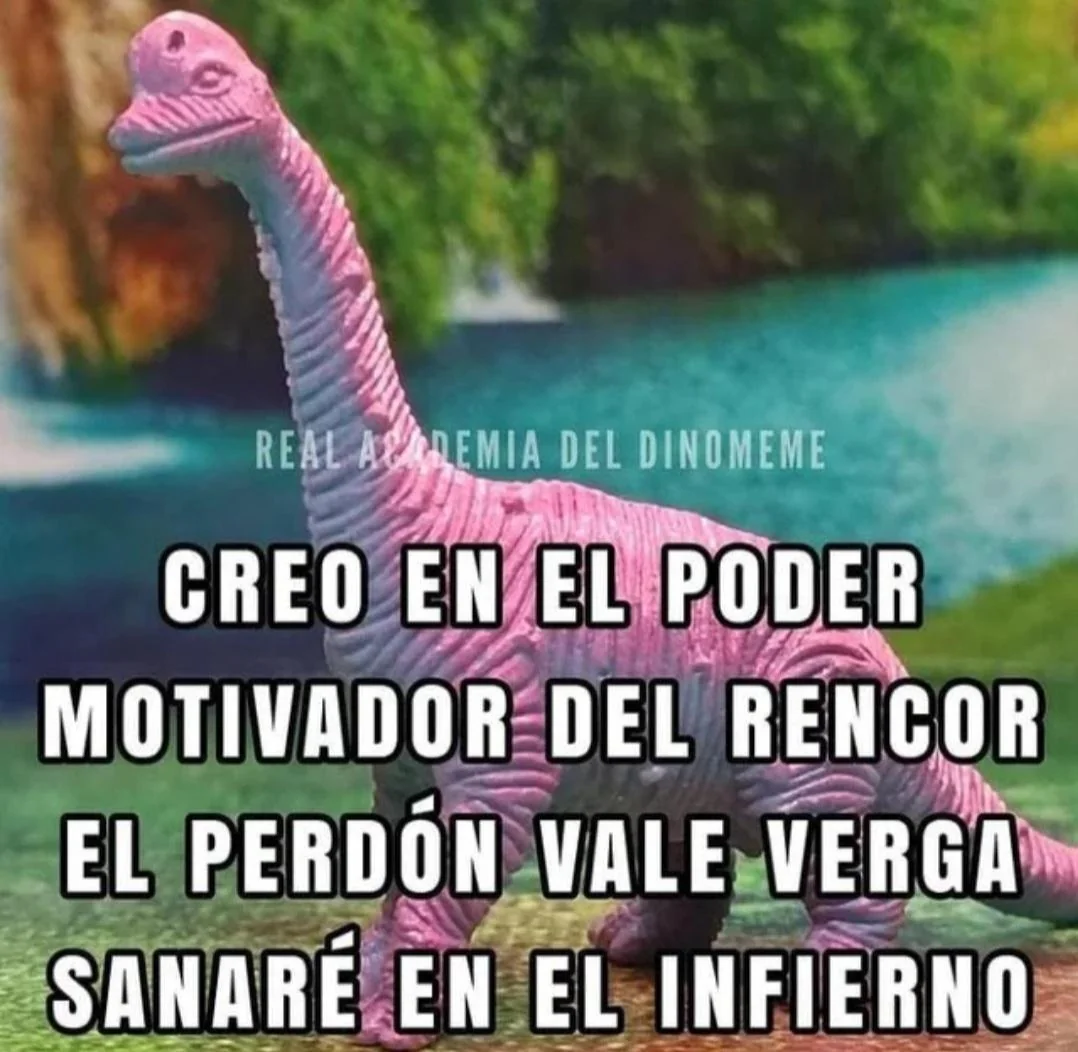 REAL ACADEMIA DEL DINOMEME
CREO EN EL PODER
MOTIVADOR DEL RENCOR
EL PERDÓN VALE VERGA
SANARÉ EN EL INFIERNO